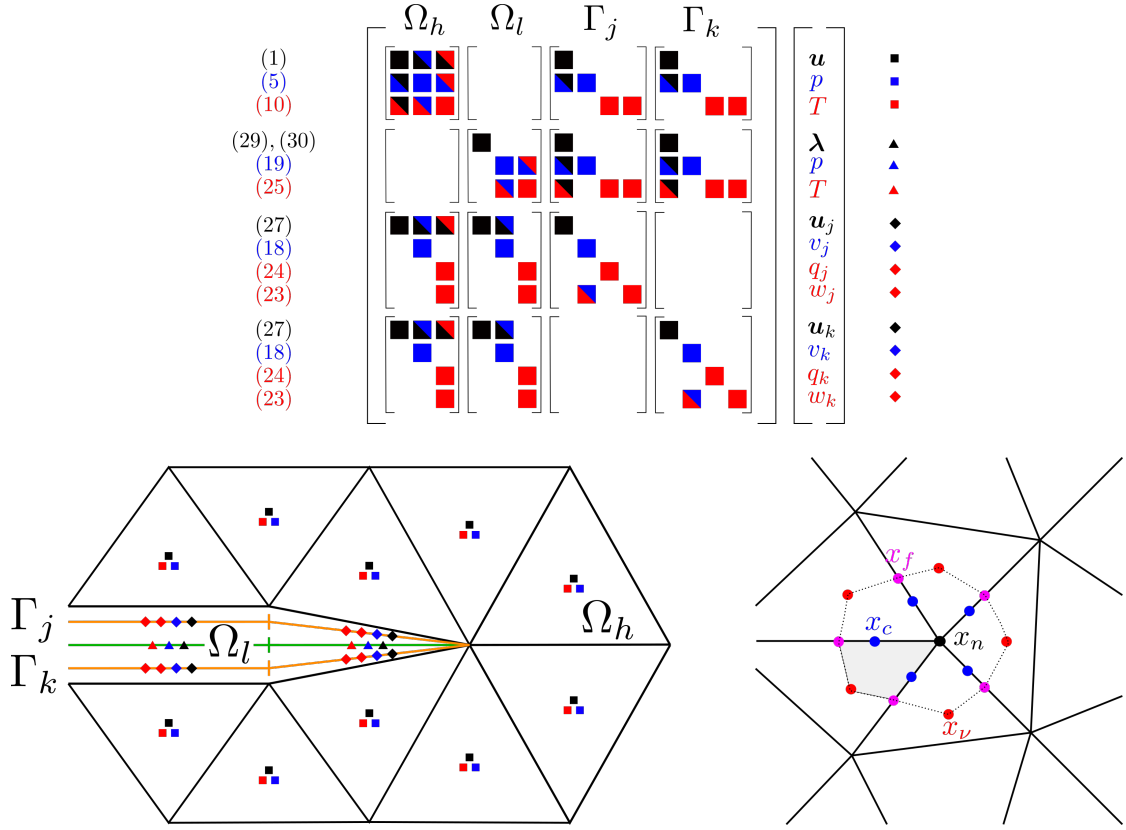 Ω_h Ω_l Γ_j Γ_k
(1) u
(5) p
(10) T
(29), (30) λ
(19) p
(25) T
(27) u_j
(18) v_j
(24) q_j
(23) w_j
(27) u_k
(18) v_k
(24) q_k
(23) w_k
Γ_j
Ω_l
Γ_k
Ω_h
x_f
x_c
x_n
x_ν